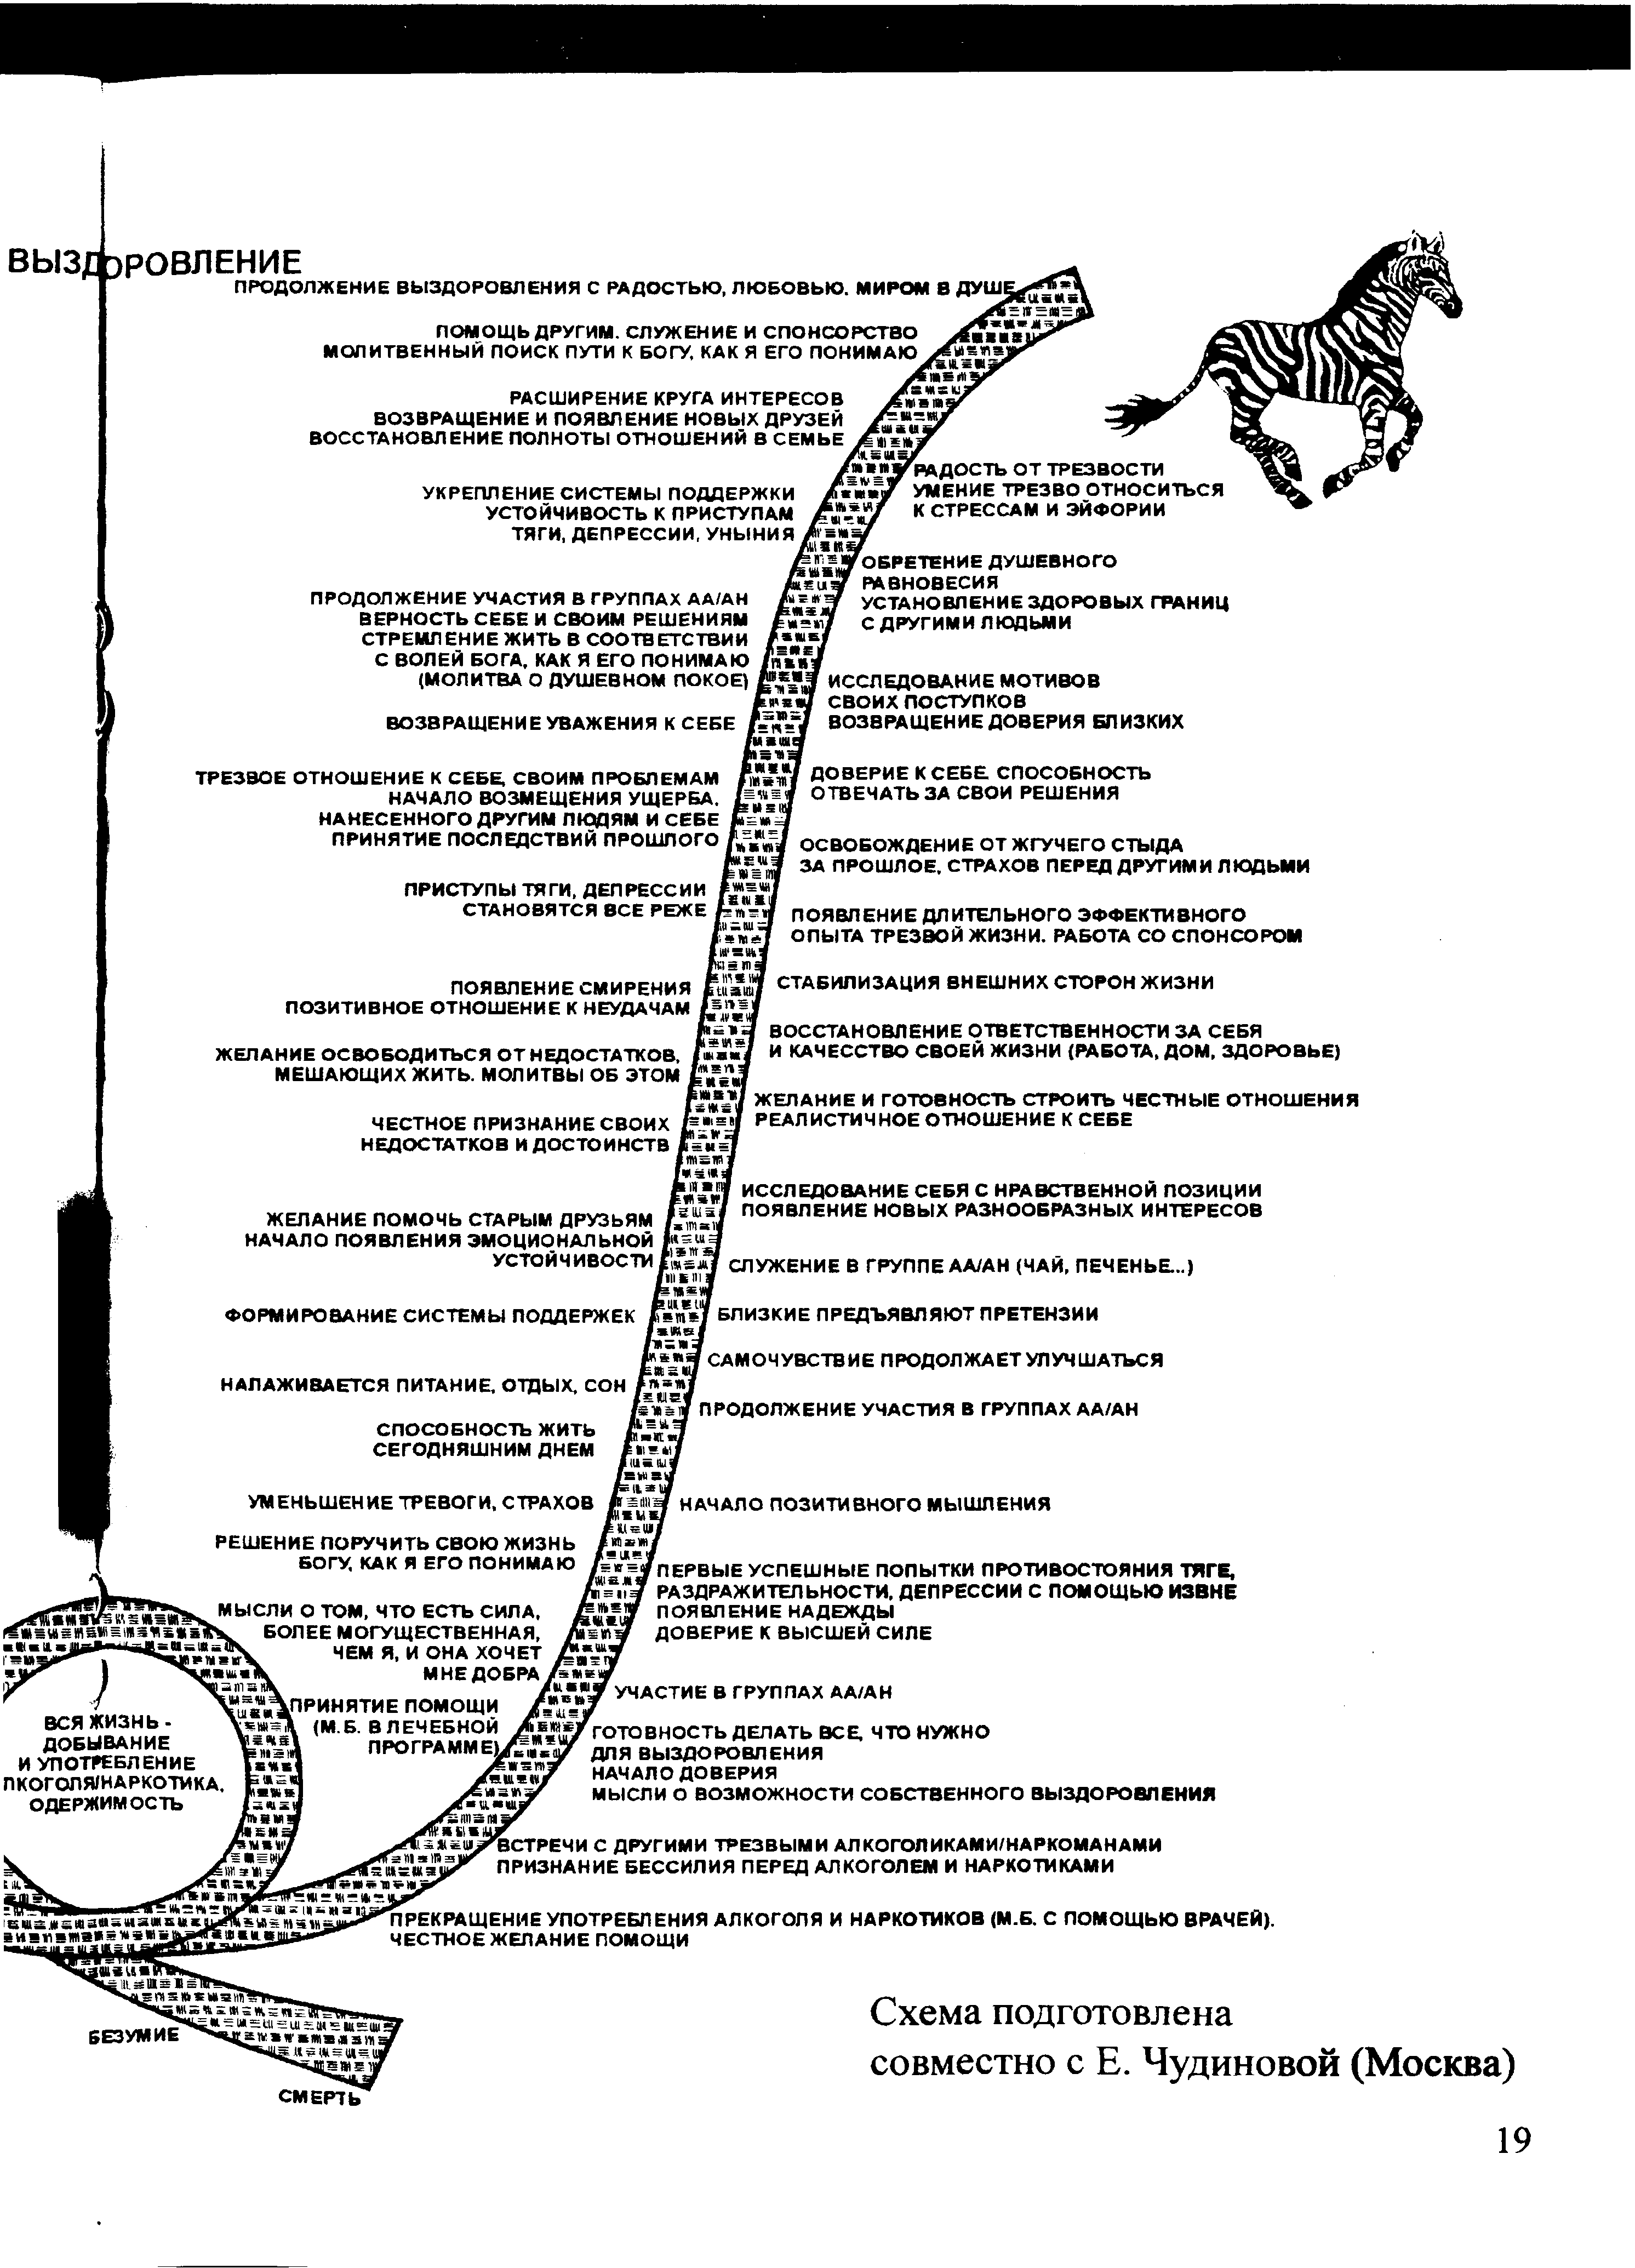 ВЫЗДОРОВЛЕНИЕ
ПРОДОЛЖЕНИЕ ВЫЗДОРОВЛЕНИЯ С РАДОСТЬЮ, ЛЮБОВЬЮ. МИРОМ В ДУШЕ
ПОМОЩЬ ДРУГИМ. СЛУЖЕНИЕ И СПОНСОРСТВО
МОЛИТВЕННЫЙ ПОИСК ПУТИ К БОГУ, КАК Я ЕГО ПОНИМАЮ
РАСШИРЕНИЕ КРУГА ИНТЕРЕСОВ
ВОЗВРАЩЕНИЕ И ПОЯВЛЕНИЕ НОВЫХ ДРУЗЕЙ
ВОССТАНОВЛЕНИЕ ПОЛНОТЫ ОТНОШЕНИЙ В СЕМЬЕ
РАДОСТЬ ОТ ТРЕЗВОСТИ
УМЕНИЕ ТРЕЗВО ОТНОСИТЬСЯ
К СТРЕССАМ И ЭЙФОРИИ
УКРЕПЛЕНИЕ СИСТЕМЫ ПОДДЕРЖКИ
УСТОЙЧИВОСТЬ К ПРИСТУПАМ
ТЯГИ, ДЕПРЕССИИ, УНЫНИЯ
ОБРЕТЕНИЕ ДУШЕВНОГО
РАВНОВЕСИЯ
УСТАНОВЛЕНИЕ ЗДОРОВЫХ ГРАНИЦ
С ДРУГИМИ ЛЮДЬМИ
ПРОДОЛЖЕНИЕ УЧАСТИЯ В ГРУППАХ АА/АН
ВЕРНОСТЬ СЕБЕ И СВОИМ РЕШЕНИЯМ
СТРЕМЛЕНИЕ ЖИТЬ В СООТВЕТСТВИИ
С ВОЛЕЙ БОГА, КАК Я ЕГО ПОНИМАЮ
(МОЛИТВА О ДУШЕВНОМ ПОКОЕ)
ИССЛЕДОВАНИЕ МОТИВОВ
СВОИХ ПОСТУПКОВ
ВОЗВРАЩЕНИЕ ДОВЕРИЯ БЛИЗКИХ
ВОЗВРАЩЕНИЕ УВАЖЕНИЯ К СЕБЕ
ТРЕЗВОЕ ОТНОШЕНИЕ К СЕБЕ, СВОИМ ПРОБЛЕМАМ
НАЧАЛО ВОЗМЕЩЕНИЯ УЩЕРБА,
НАНЕСЕННОГО ДРУГИМ ЛЮДЯМ И СЕБЕ
ПРИНЯТИЕ ПОСЛЕДСТВИЙ ПРОШЛОГО
ДОВЕРИЕ К СЕБЕ. СПОСОБНОСТЬ
ОТВЕЧАТЬ ЗА СВОИ РЕШЕНИЯ
ОСВОБОЖДЕНИЕ ОТ ЖГУЧЕГО СТЫДА
ЗА ПРОШЛОЕ, СТРАХОВ ПЕРЕД ДРУГИМИ ЛЮДЬМИ
ПРИСТУПЫ ТЯГИ, ДЕПРЕССИИ
СТАНОВЯТСЯ ВСЕ РЕЖЕ
ПОЯВЛЕНИЕ ДЛИТЕЛЬНОГО ЭФФЕКТИВНОГО
ОПЫТА ТРЕЗВОЙ ЖИЗНИ. РАБОТА СО СПОНСОРОМ
ПОЯВЛЕНИЕ СМИРЕНИЯ
ПОЗИТИВНОЕ ОТНОШЕНИЕ К НЕУДАЧАМ
СТАБИЛИЗАЦИЯ ВНЕШНИХ СТОРОН ЖИЗНИ
ВОССТАНОВЛЕНИЕ ОТВЕТСТВЕННОСТИ ЗА СЕБЯ
И КАЧЕССТВО СВОЕЙ ЖИЗНИ (РАБОТА, ДОМ, ЗДОРОВЬЕ)
ЖЕЛАНИЕ ОСВОБОДИТЬСЯ ОТ НЕДОСТАТКОВ,
МЕШАЮЩИХ ЖИТЬ. МОЛИТВЫ ОБ ЭТОМ
ЖЕЛАНИЕ И ГОТОВНОСТЬ СТРОИТЬ ЧЕСТНЫЕ ОТНОШЕНИЯ
РЕАЛИСТИЧНОЕ ОТНОШЕНИЕ К СЕБЕ
ЧЕСТНОЕ ПРИЗНАНИЕ СВОИХ
НЕДОСТАТКОВ И ДОСТОИНСТВ
ИССЛЕДОВАНИЕ СЕБЯ С НРАВСТВЕННОЙ ПОЗИЦИИ
ПОЯВЛЕНИЕ НОВЫХ РАЗНООБРАЗНЫХ ИНТЕРЕСОВ
ЖЕЛАНИЕ ПОМОЧЬ СТАРЫМ ДРУЗЬЯМ
НАЧАЛО ПОЯВЛЕНИЯ ЭМОЦИОНАЛЬНОЙ
УСТОЙЧИВОСТИ
СЛУЖЕНИЕ В ГРУППЕ АА/АН (ЧАЙ, ПЕЧЕНЬЕ...)
ФОРМИРОВАНИЕ СИСТЕМЫ ПОДДЕРЖЕК
БЛИЗКИЕ ПРЕДЪЯВЛЯЮТ ПРЕТЕНЗИИ
САМОЧУВСТВИЕ ПРОДОЛЖАЕТ УЛУЧШАТЬСЯ
НАЛАЖИВАЕТСЯ ПИТАНИЕ, ОТДЫХ, СОН
ПРОДОЛЖЕНИЕ УЧАСТИЯ В ГРУППАХ АА/АН
СПОСОБНОСТЬ ЖИТЬ
СЕГОДНЯШНИМ ДНЕМ
УМЕНЬШЕНИЕ ТРЕВОГИ, СТРАХОВ
НАЧАЛО ПОЗИТИВНОГО МЫШЛЕНИЯ
РЕШЕНИЕ ПОРУЧИТЬ СВОЮ ЖИЗНЬ
БОГУ, КАК Я ЕГО ПОНИМАЮ
ПЕРВЫЕ УСПЕШНЫЕ ПОПЫТКИ ПРОТИВОСТОЯНИЯ ТЯГЕ,
РАЗДРАЖИТЕЛЬНОСТИ, ДЕПРЕССИИ С ПОМОЩЬЮ ИЗВНЕ
ПОЯВЛЕНИЕ НАДЕЖДЫ
ДОВЕРИЕ К ВЫСШЕЙ СИЛЕ
МЫСЛИ О ТОМ, ЧТО ЕСТЬ СИЛА,
БОЛЕЕ МОГУЩЕСТВЕННАЯ,
ЧЕМ Я, И ОНА ХОЧЕТ
МНЕ ДОБРА
УЧАСТИЕ В ГРУППАХ АА/АН
ПРИНЯТИЕ ПОМОЩИ
(М.Б. В ЛЕЧЕБНОЙ
ПРОГРАММЕ)
ГОТОВНОСТЬ ДЕЛАТЬ ВСЕ, ЧТО НУЖНО
ДЛЯ ВЫЗДОРОВЛЕНИЯ
НАЧАЛО ДОВЕРИЯ
МЫСЛИ О ВОЗМОЖНОСТИ СОБСТВЕННОГО ВЫЗДОРОВЛЕНИЯ
ВСЯ ЖИЗНЬ -
ДОБЫВАНИЕ
И УПОТРЕБЛЕНИЕ
ЛКОГОЛЯ/НАРКОТИКА,
ОДЕРЖИМОСТЬ
ВСТРЕЧИ С ДРУГИМИ ТРЕЗВЫМИ АЛКОГОЛИКАМИ/НАРКОМАНАМИ
ПРИЗНАНИЕ БЕССИЛИЯ ПЕРЕД АЛКОГОЛЕМ И НАРКОТИКАМИ
ПРЕКРАЩЕНИЕ УПОТРЕБЛЕНИЯ АЛКОГОЛЯ И НАРКОТИКОВ (М.Б. С ПОМОЩЬЮ ВРАЧЕЙ).
ЧЕСТНОЕ ЖЕЛАНИЕ ПОМОЩИ
БЕЗУМИЕ
СМЕРТЬ
Схема подготовлена
совместно с Е. Чудиновой (Москва)
19